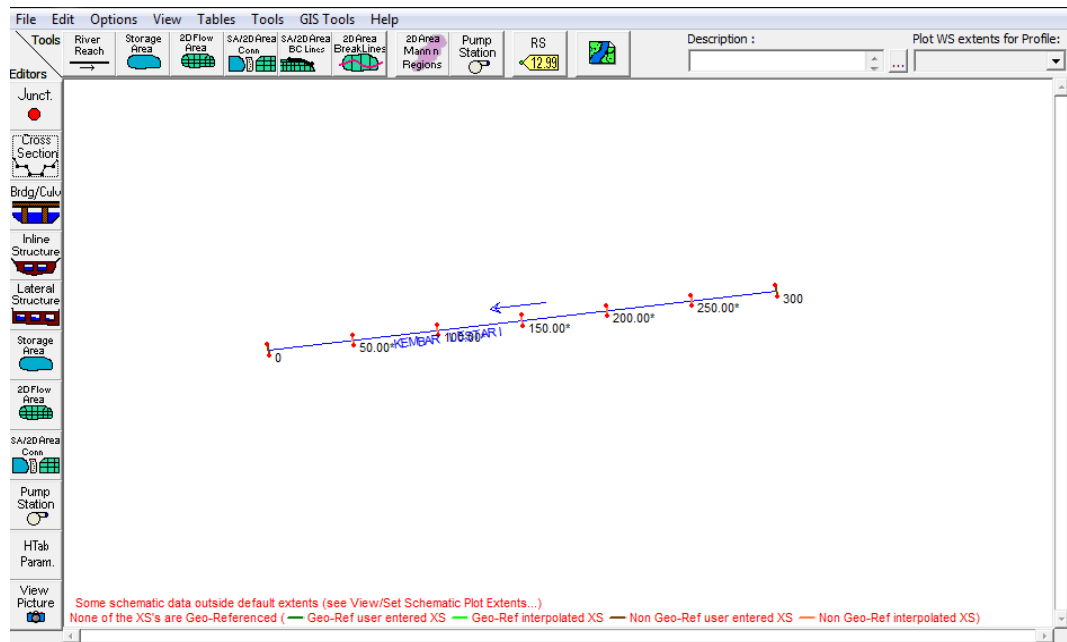 File Edit Options View Tables Tools GIS Tools Help
Tools
Editors
River
Reach
Storage
Area
2D Flow
Area
SA/2D Area
Conn
SA/2D Area
BC Lines
2D Area
BreakLines
2D Area
Mann n
Regions
Pump
Station
RS
12.99
Description :
...
Plot WS extents for Profile:
Junct.
Cross
Section
Brdg/Culv
Inline
Structure
Lateral
Structure
Storage
Area
2D Flow
Area
SA/2D Area
Conn
Pump
Station
HTab
Param.
View
Picture
300
250.00*
200.00*
150.00*
100.00*
50.00*
0
KEMBAR LESTARI
Some schematic data outside default extents (see View/Set Schematic Plot Extents...)
None of the XS's are Geo-Referenced ( Geo-Ref user entered XS Geo-Ref interpolated XS Non Geo-Ref user entered XS Non Geo-Ref interpolated XS)